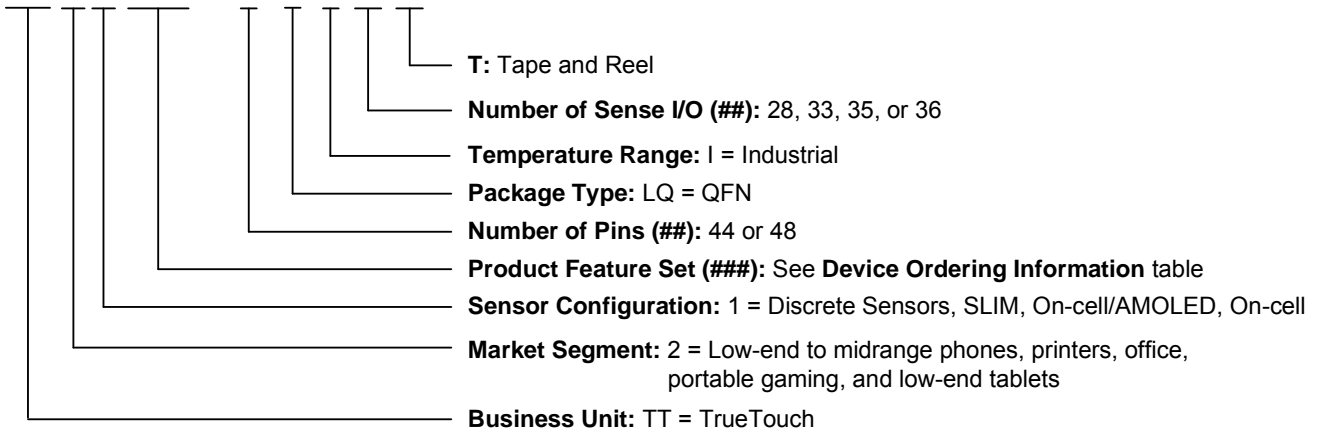 T: Tape and Reel
Number of Sense I/O (##): 28, 33, 35, or 36
Temperature Range: I = Industrial
Package Type: LQ = QFN
Number of Pins (##): 44 or 48
Product Feature Set (###): See Device Ordering Information table
Sensor Configuration: 1 = Discrete Sensors, SLIM, On-cell/AMOLED, On-cell
Market Segment: 2 = Low-end to midrange phones, printers, office,
portable gaming, and low-end tablets
Business Unit: TT = TrueTouch